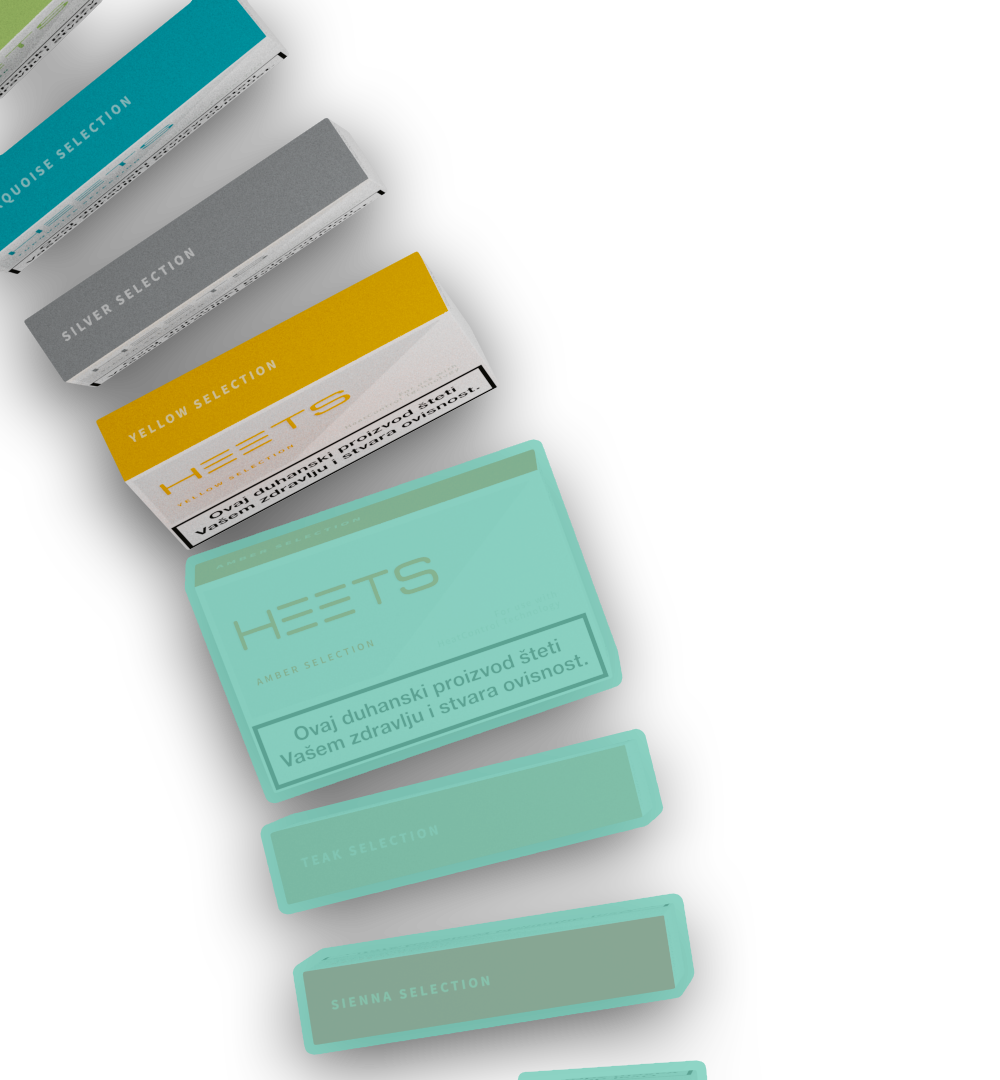 QUOISE SELECTION
SILVER SELECTION
YELLOW SELECTION
HEETS
YELLOW SELECTION
Ovaj duhanski proizvod šteti
Vašem zdravlju i stvara ovisnost.
AMBER SELECTION
HEETS
AMBER SELECTION
Ovaj duhanski proizvod šteti
Vašem zdravlju i stvara ovisnost.
TEAK SELECTION
SIENNA SELECTION